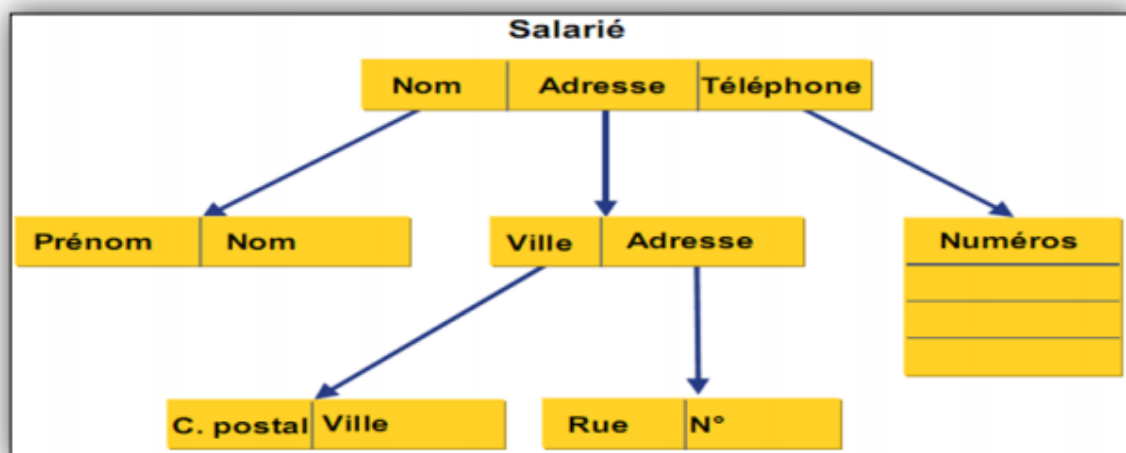 Salarié
Nom Adresse Téléphone
Prénom Nom
Ville Adresse
Numéros
C. postal Ville
Rue N°